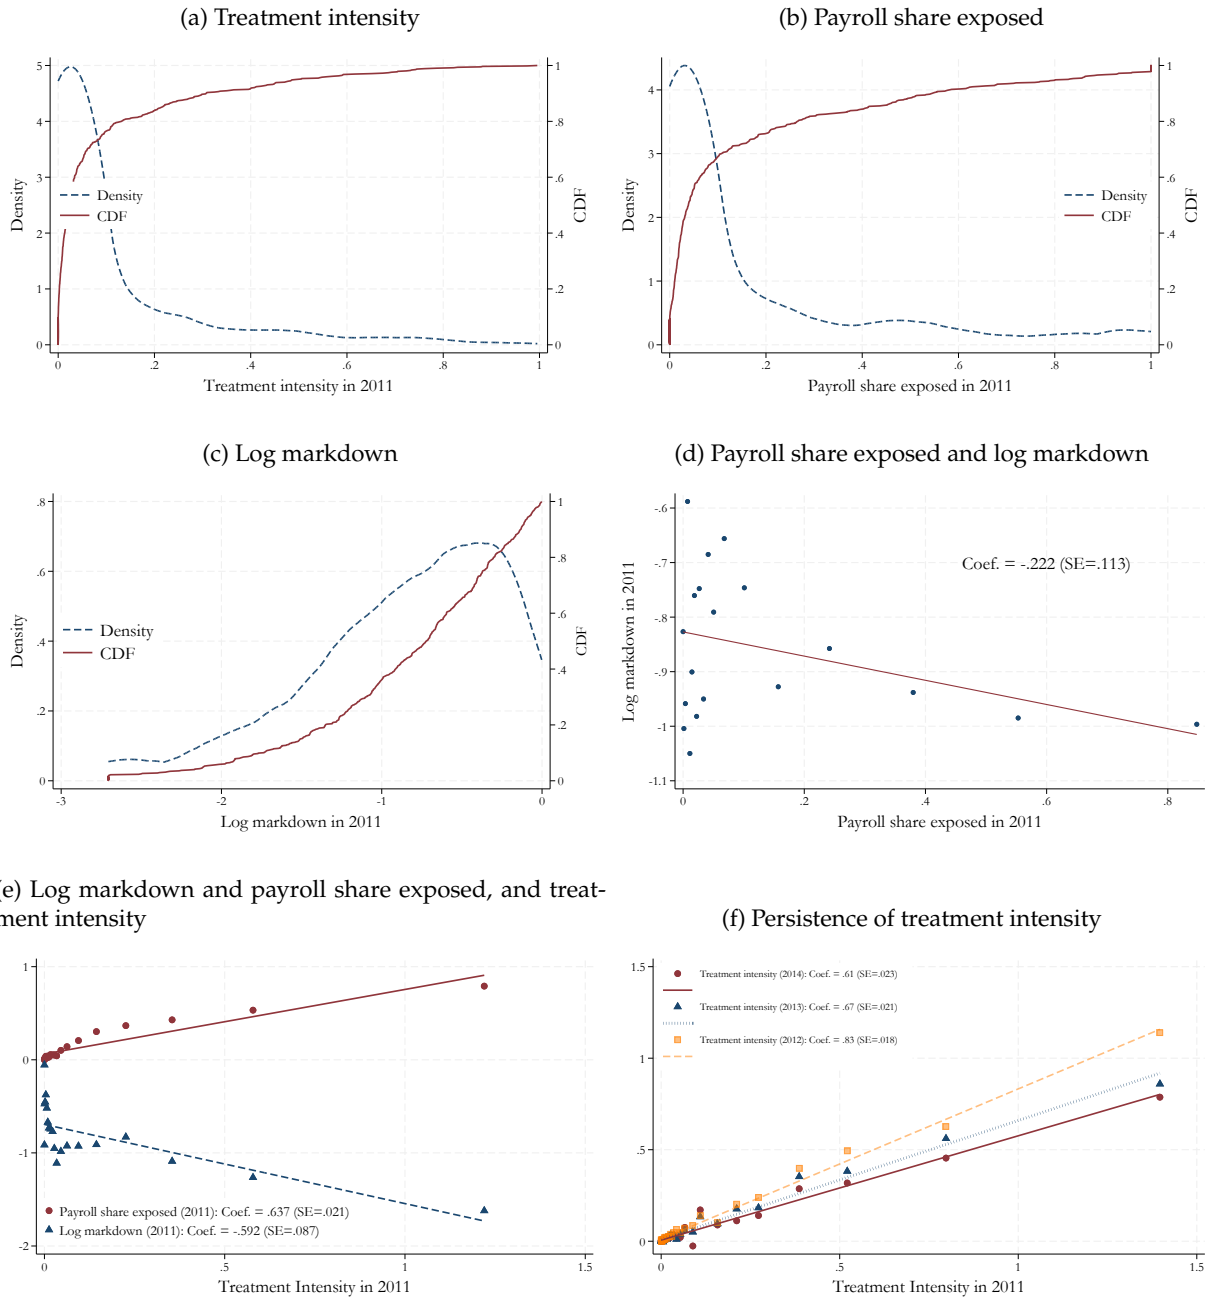 (a) Treatment intensity
5
4
3
2
1
0
Density
1
.8
.6
.4
.2
0
CDF
Density
CDF
0 .2 .4 .6 .8 1
Treatment intensity in 2011
(b) Payroll share exposed
4
3
2
1
0
Density
1
.8
.6
.4
.2
0
CDF
Density
CDF
0 .2 .4 .6 .8 1
Payroll share exposed in 2011
(c) Log markdown
.8
.6
.4
.2
0
Density
1
.8
.6
.4
.2
0
CDF
Density
CDF
-3 -2 -1 0
Log markdown in 2011
(d) Payroll share exposed and log markdown
-.6
-.7
-.8
-.9
-1
-1.1
Log markdown in 2011
Coef. = -.222 (SE=.113)
0 .2 .4 .6 .8
Payroll share exposed in 2011
(e) Log markdown and payroll share exposed, and treat-
ment intensity
1
0
-1
-2
Payroll share exposed (2011): Coef. = .637 (SE=.021)
Log markdown (2011): Coef. = -.592 (SE=.087)
0 .5 1 1.5
Treatment Intensity in 2011
(f) Persistence of treatment intensity
1.5
1
.5
0
Treatment intensity (2014): Coef. = .61 (SE=.023)
Treatment intensity (2013): Coef. = .67 (SE=.021)
Treatment intensity (2012): Coef. = .83 (SE=.018)
0 .5 1 1.5
Treatment Intensity in 2011